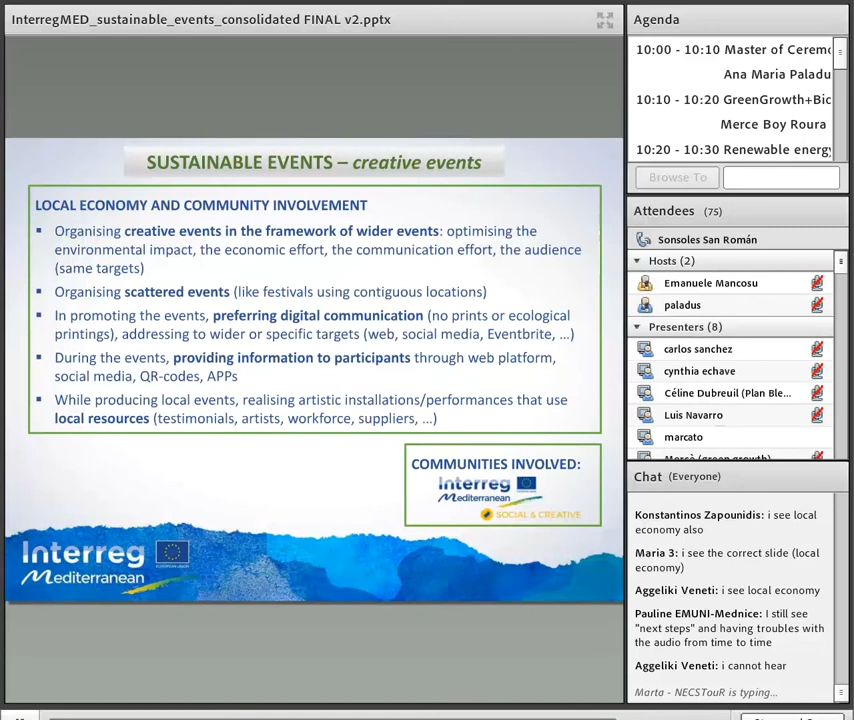 InterregMED_sustainable_events_consolidated FINAL v2.pptx
SUSTAINABLE EVENTS – creative events
LOCAL ECONOMY AND COMMUNITY INVOLVEMENT
▪ Organising creative events in the framework of wider events: optimising the
environmental impact, the economic effort, the communication effort, the audience
(same targets)
▪ Organising scattered events (like festivals using contiguous locations)
▪ In promoting the events, preferring digital communication (no prints or ecological
printings), addressing to wider or specific targets (web, social media, Eventbrite, ...)
▪ During the events, providing information to participants through web platform,
social media, QR-codes, APPs
▪ While producing local events, realising artistic installations/performances that use
local resources (testimonials, artists, workforce, suppliers, ...)
COMMUNITIES INVOLVED:
Interreg
Mediterranean
SOCIAL & CREATIVE
Interreg
Mediterranean
EUROPEAN UNION
Agenda
10:00 - 10:10 Master of Ceremo
Ana Maria Paladu
10:10 - 10:20 GreenGrowth+Bio
Merce Boy Roura
10:20 - 10:30 Renewable energy
Browse To
Attendees (75)
Sonsoles San Román
Hosts (2)
Emanuele Mancosu
paladus
Presenters (8)
carlos sanchez
cynthia echave
Céline Dubreuil (Plan Ble...
Luis Navarro
marcato
Mercè (green growth)
Chat (Everyone)
Konstantinos Zapounidis: i see local
economy also
Maria 3: i see the correct slide (local
economy)
Aggeliki Veneti: i see local economy
Pauline EMUNI-Mednice: I still see
"next steps" and having troubles with
the audio from time to time
Aggeliki Veneti: i cannot hear
Marta - NECSTouR is typing...